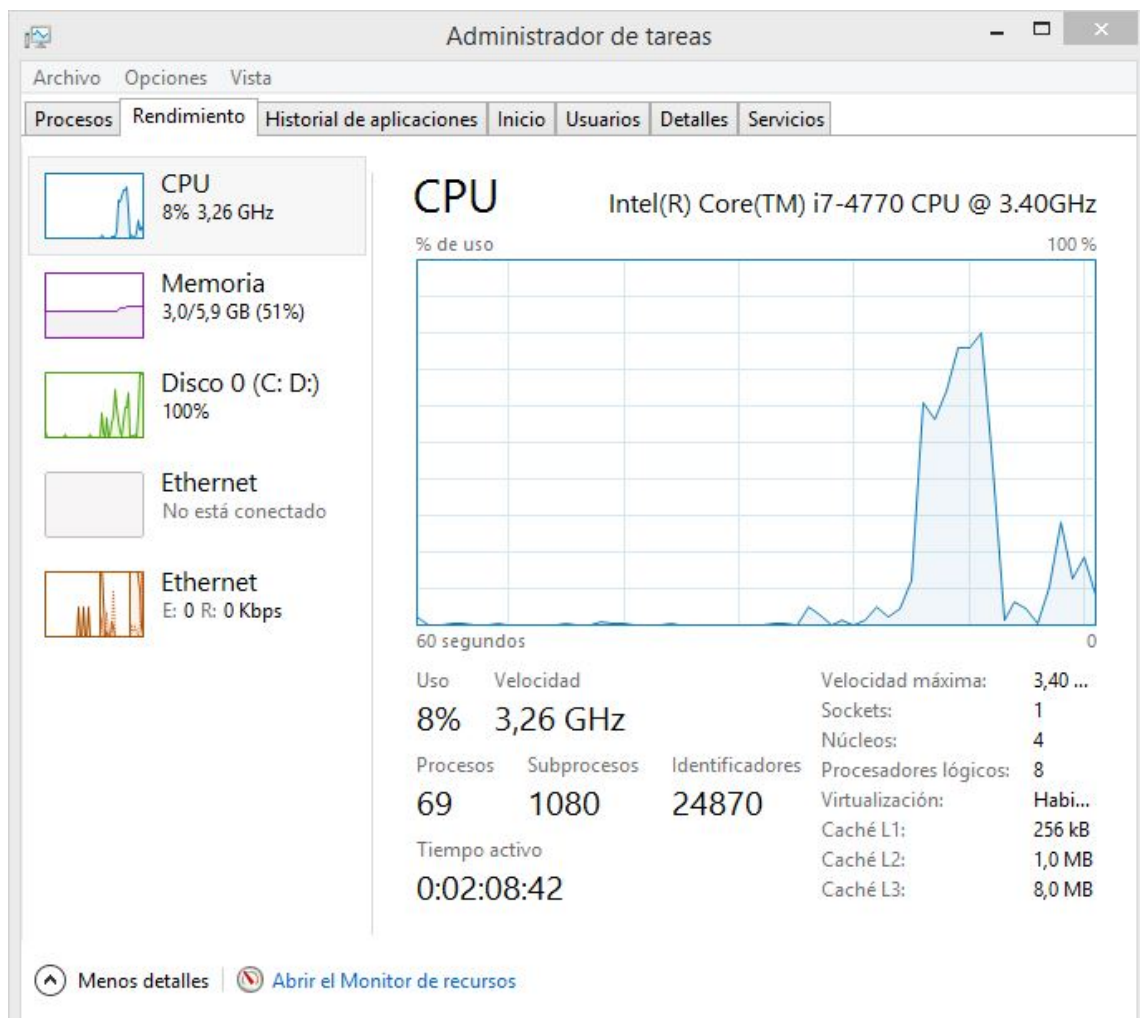 Administrador de tareas
Archivo Opciones Vista
Procesos Rendimiento Historial de aplicaciones Inicio Usuarios Detalles Servicios
CPU
8% 3,26 GHz
Memoria
3,0/5,9 GB (51%)
Disco 0 (C: D:)
100%
Ethernet
No está conectado
Ethernet
E: 0 R: 0 Kbps
CPU Intel(R) Core(TM) i7-4770 CPU @ 3.40GHz
% de uso 100 %
60 segundos 0
Uso Velocidad
8% 3,26 GHz
Procesos Subprocesos Identificadores
69 1080 24870
Tiempo activo
0:02:08:42
Velocidad máxima: 3,40 ...
Sockets: 1
Núcleos: 4
Procesadores lógicos: 8
Virtualización: Habi...
Caché L1: 256 kB
Caché L2: 1,0 MB
Caché L3: 8,0 MB
Menos detalles Abrir el Monitor de recursos